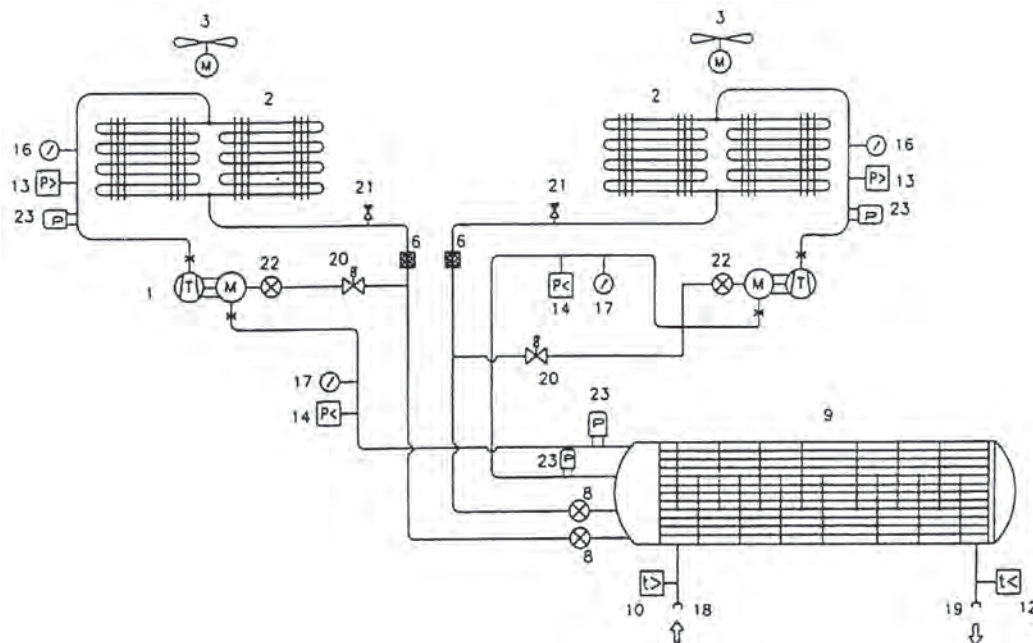 3 3
M M
2 2
16 16
P> P>
13 13
21 21
23 P P 23
6 6
22 20 22
1 T M M T
P<
14 17
20
17 23 9
14 P< P
23 P
8
8
t> t<
10 18 19 12